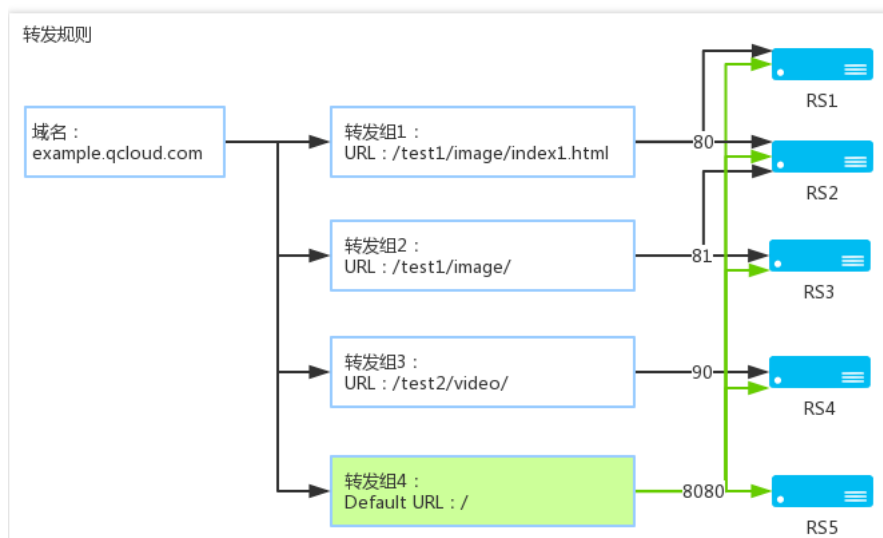 转发规则
域名：
example.qcloud.com
转发组1：
URL：/test1/image/index1.html
80
RS1
RS2
转发组2：
URL：/test1/image/
81
RS3
转发组3：
URL：/test2/video/
90
RS4
转发组4：
Default URL：/
8080
RS5